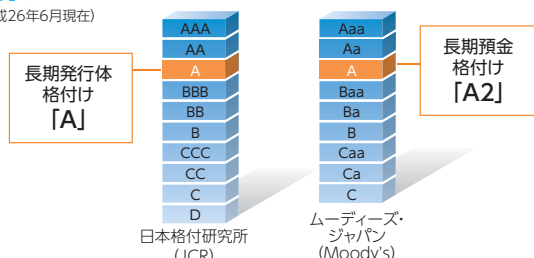 成26年6月現在)
長期発行体
格付け
「A」
AAA
AA
A
BBB
BB
B
CCC
CC
C
D
日本格付研究所
(JCR)
Aaa
Aa
A
Baa
Ba
B
Caa
Ca
C
ムーディーズ・
ジャパン
(Moody's)
長期預金
格付け
「A2」